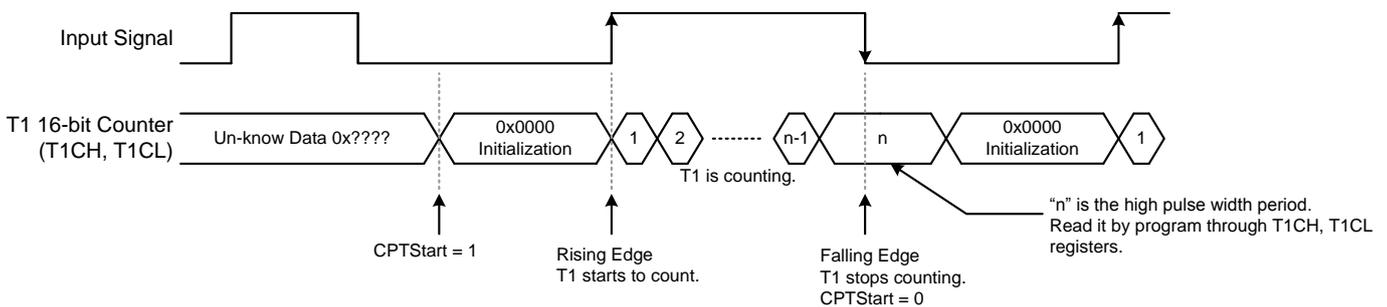 Input Signal
T1 16-bit Counter
(T1CH, T1CL)
Un-know Data 0x????
0x0000
Initialization
1
2
n-1
n
0x0000
Initialization
1
T1 is counting.
CPTStart = 1
Rising Edge
T1 starts to count.
Falling Edge
T1 stops counting.
CPTStart = 0
“n” is the high pulse width period.
Read it by program through T1CH, T1CL
registers.